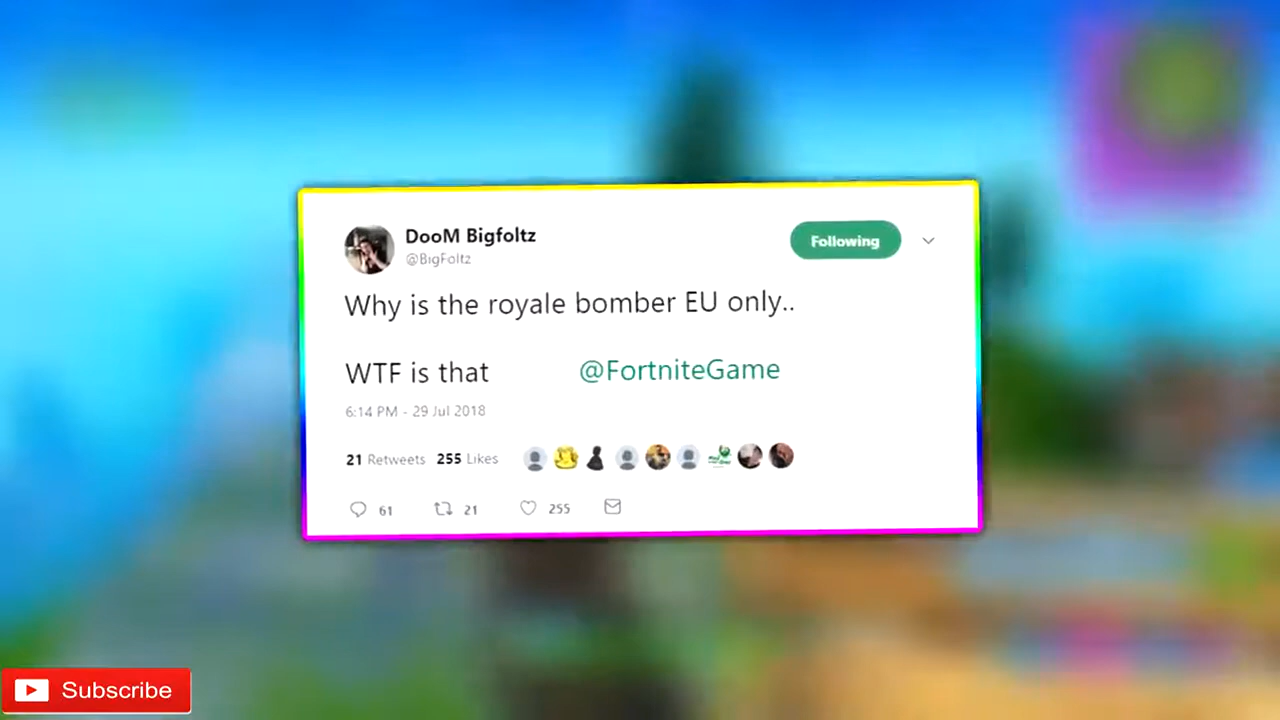 DooM Bigfoltz
@BigFoltz
Following
Why is the royale bomber EU only..
WTF is that @FortniteGame
6:14 PM - 29 Jul 2018
21 Retweets 255 Likes
61 21 255
Subscribe